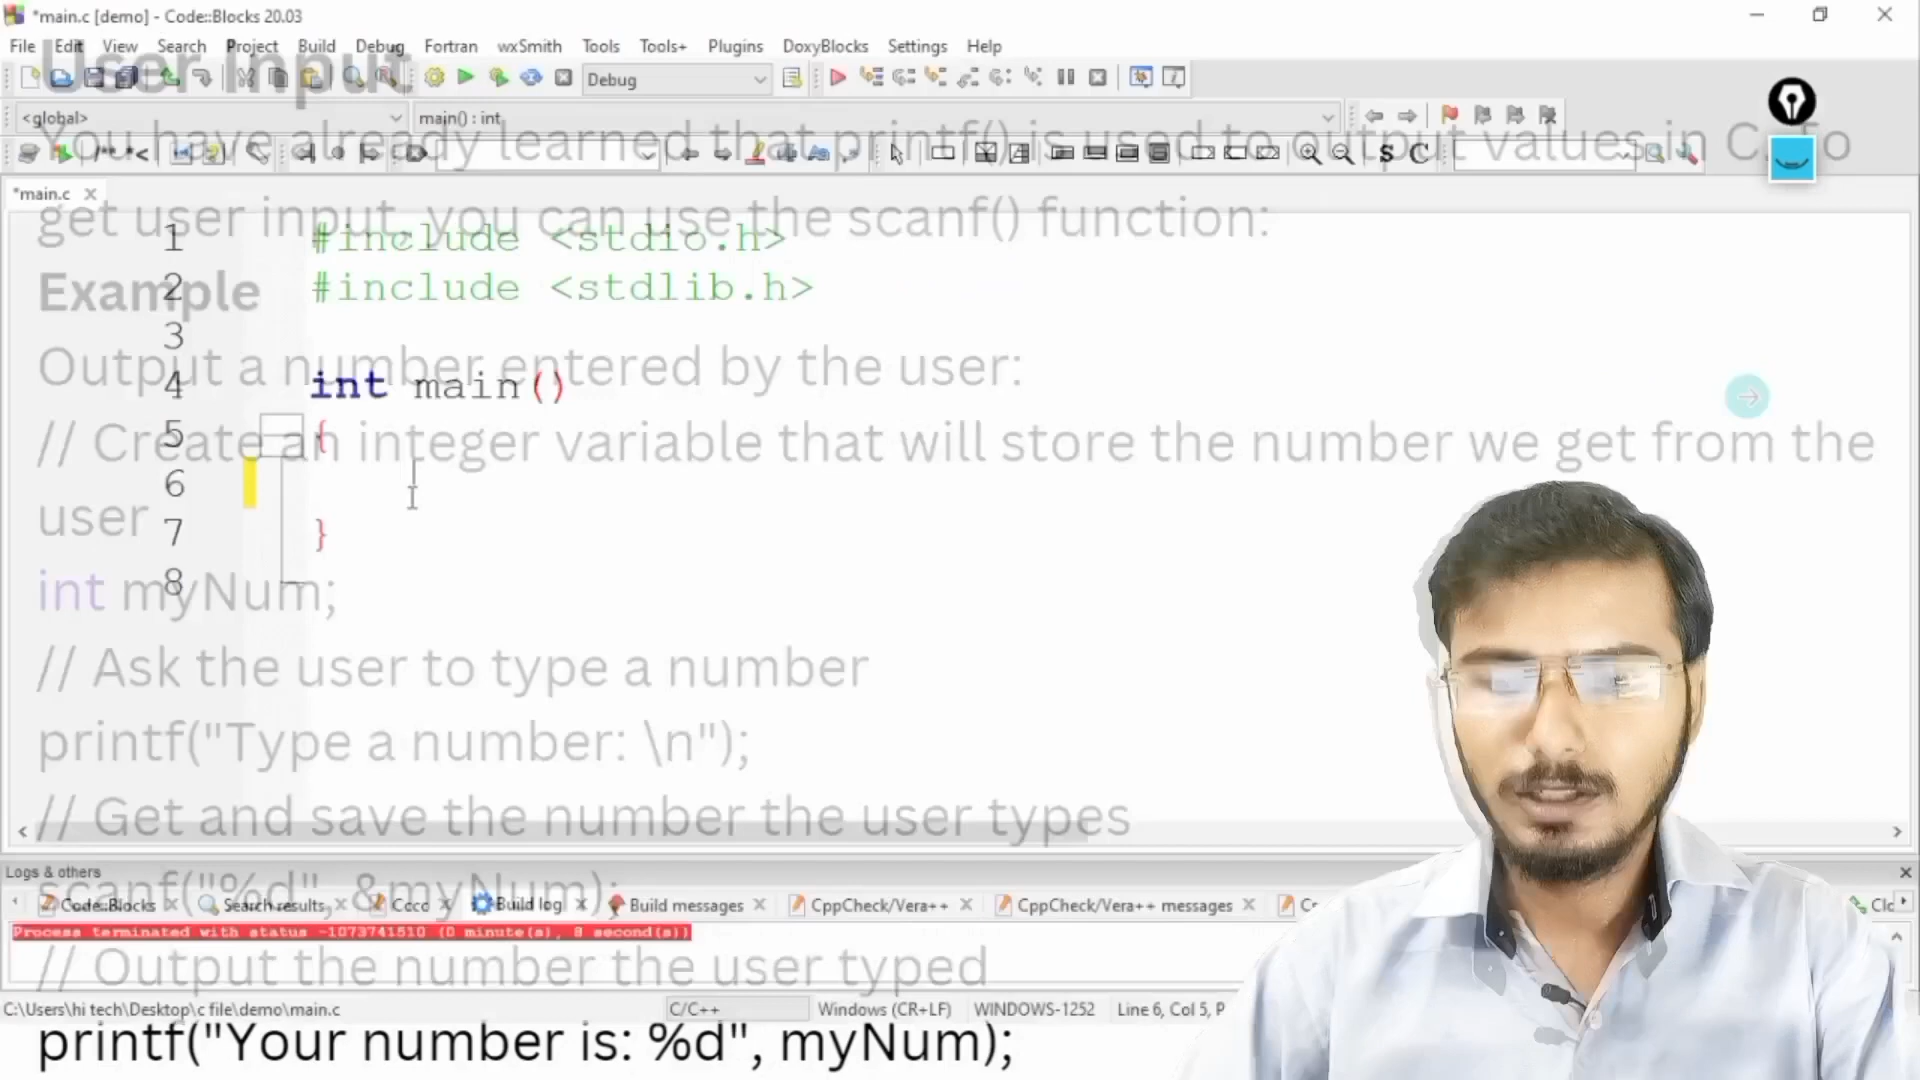 *main.c [demo] - Code::Blocks 20.03
File Edit View Search Project Build Debug Fortran wxSmith Tools Tools+ Plugins DoxyBlocks Settings Help
User Input
Debug
<global>
main() : int
You have already learned that printf() is used to output values in C. To
/** *<
S C
*main.c
get user input, you can use the scanf() function:
1 #include <stdio.h>
2 #include <stdlib.h>
Example
3
Output a number entered by the user:
4 int main()
5 {
// Create an integer variable that will store the number we get from the
6
user
7 }
8
int myNum;
// Ask the user to type a number
printf("Type a number: \n");
// Get and save the number the user types
Logs & others
scanf("%d", &myNum);
Code::Blocks Search results Cccc Build log Build messages CppCheck/Vera++ CppCheck/Vera++ messages
Process terminated with status -1073741510 (0 minute(s), 8 second(s))
// Output the number the user typed
C:\Users\hi tech\Desktop\c file\demo\main.c C/C++ Windows (CR+LF) WINDOWS-1252 Line 6, Col 5, P
printf("Your number is: %d", myNum);